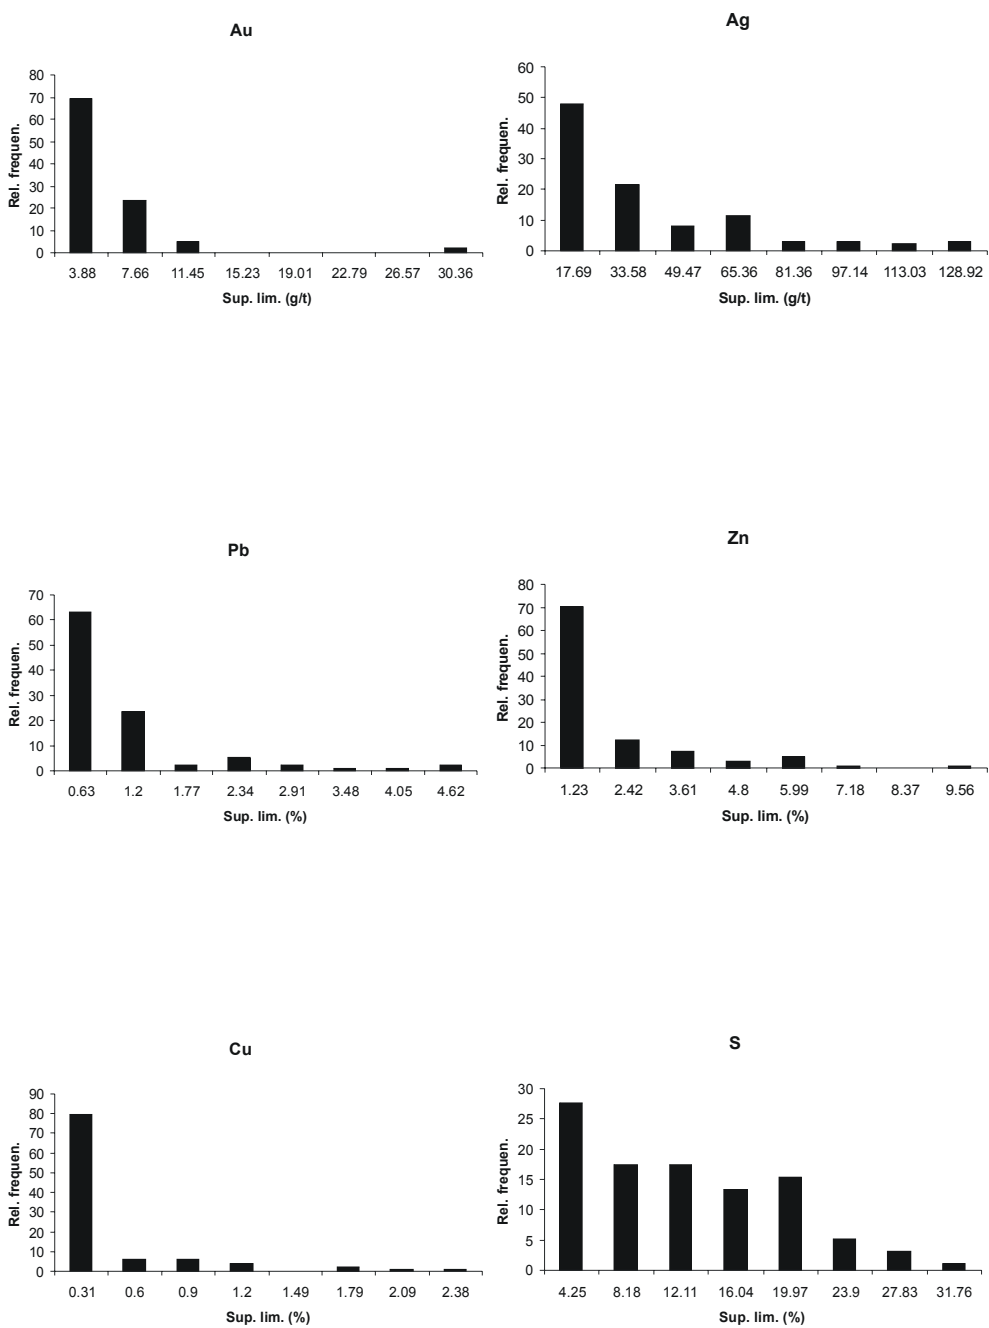 Au
80
70
60
50
40
30
20
10
0
Rel. frequen.
3.88 7.66 11.45 15.23 19.01 22.79 26.57 30.36
Sup. lim. (g/t)
Ag
60
50
40
30
20
10
0
Rel. frequen.
17.69 33.58 49.47 65.36 81.36 97.14 113.03 128.92
Sup. lim. (g/t)
Pb
70
60
50
40
30
20
10
0
Rel. frequen.
0.63 1.2 1.77 2.34 2.91 3.48 4.05 4.62
Sup. lim. (%)
Zn
80
70
60
50
40
30
20
10
0
Rel. frequen.
1.23 2.42 3.61 4.8 5.99 7.18 8.37 9.56
Sup. lim. (%)
Cu
90
80
70
60
50
40
30
20
10
0
Rel. frequen.
0.31 0.6 0.9 1.2 1.49 1.79 2.09 2.38
Sup. lim. (%)
S
30
25
20
15
10
5
0
Rel. frequen.
4.25 8.18 12.11 16.04 19.97 23.9 27.83 31.76
Sup. lim. (%)